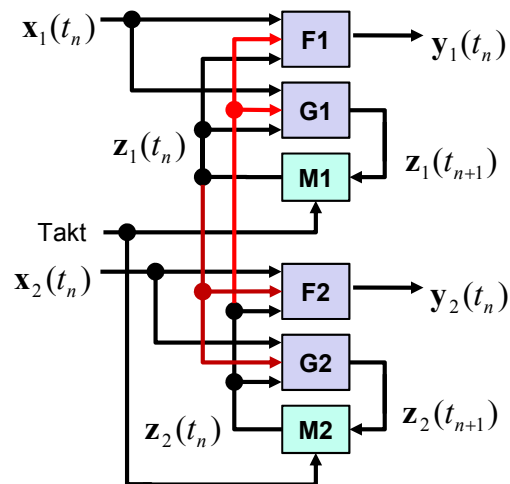 𝐱₁(tₙ)
F1
𝐲₁(tₙ)
G1
𝐳₁(tₙ)
𝐳₁(tₙ₊₁)
M1
Takt
𝐱₂(tₙ)
F2
𝐲₂(tₙ)
G2
𝐳₂(tₙ)
M2
𝐳₂(tₙ₊₁)